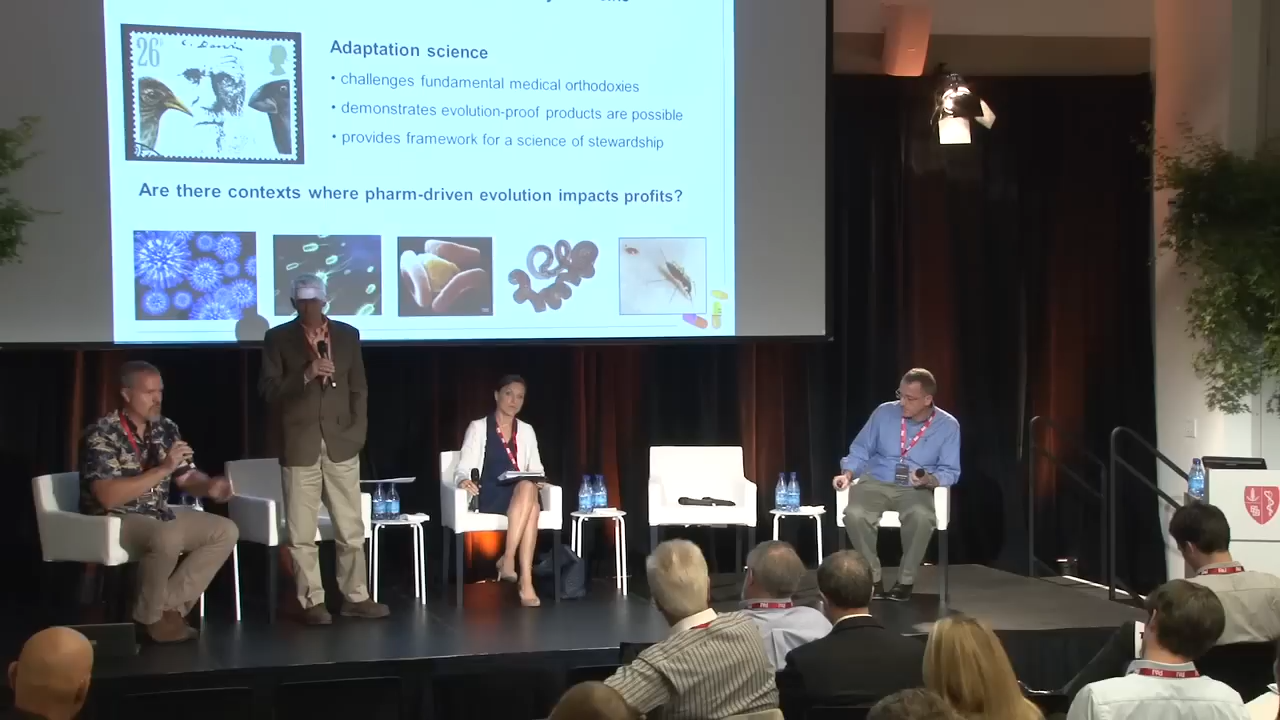 26
C. Darwin
Adaptation science
• challenges fundamental medical orthodoxies
• demonstrates evolution-proof products are possible
• provides framework for a science of stewardship
Are there contexts where pharm-driven evolution impacts profits?